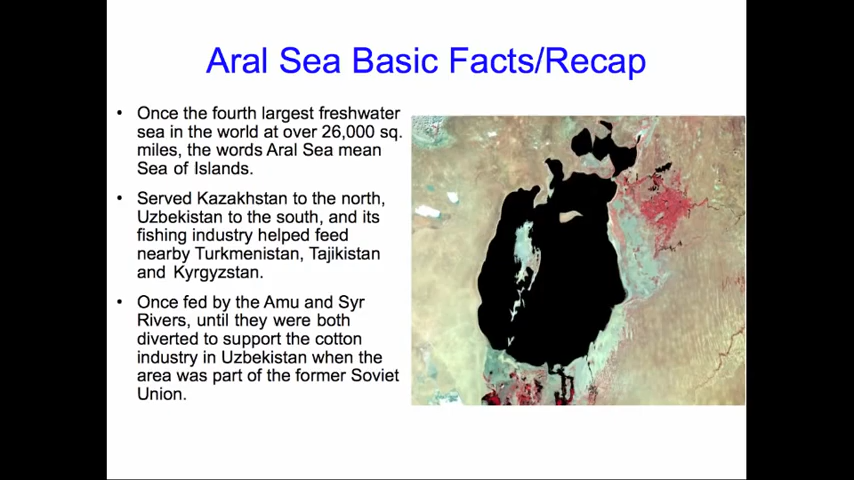 Aral Sea Basic Facts/Recap
• Once the fourth largest freshwater
sea in the world at over 26,000 sq.
miles, the words Aral Sea mean
Sea of Islands.
• Served Kazakhstan to the north,
Uzbekistan to the south, and its
fishing industry helped feed
nearby Turkmenistan, Tajikistan
and Kyrgyzstan.
• Once fed by the Amu and Syr
Rivers, until they were both
diverted to support the cotton
industry in Uzbekistan when the
area was part of the former Soviet
Union.